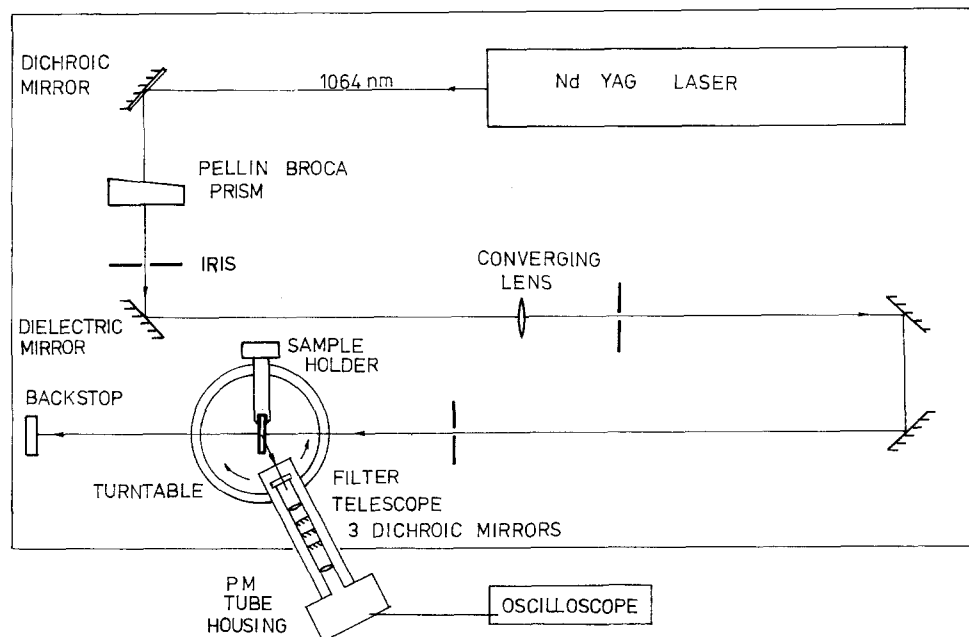 DICHROIC
MIRROR
1064 nm
Nd YAG LASER
PELLIN BROCA
PRISM
IRIS
CONVERGING
LENS
DIELECTRIC
MIRROR
SAMPLE
HOLDER
BACKSTOP
TURNTABLE
FILTER
TELESCOPE
3 DICHROIC MIRRORS
PM
TUBE
HOUSING
OSCILLOSCOPE